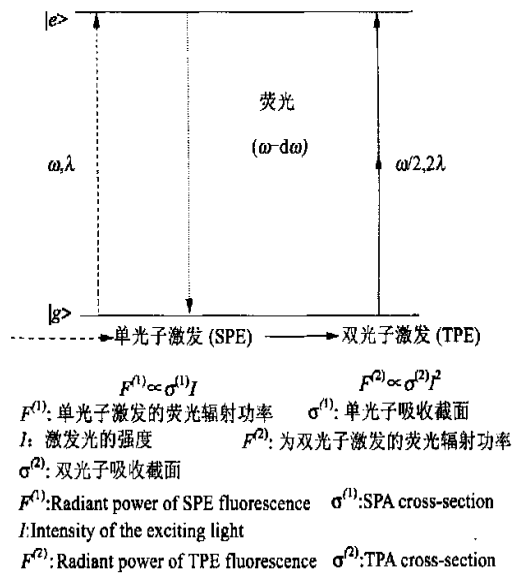 |e>
荧光
(ω-dω)
ω,λ
ω/2,2λ
|g>
单光子激发 (SPE) 双光子激发 (TPE)
F⁽¹⁾∝σ⁽¹⁾I F⁽²⁾∝σ⁽²⁾I²
F⁽¹⁾: 单光子激发的荧光辐射功率 σ⁽¹⁾: 单光子吸收截面
I: 激发光的强度 F⁽²⁾: 为双光子激发的荧光辐射功率
σ⁽²⁾: 双光子吸收截面
F⁽¹⁾:Radiant power of SPE fluorescence σ⁽¹⁾:SPA cross-section
I:Intensity of the exciting light
F⁽²⁾: Radiant power of TPE fluorescence σ⁽²⁾:TPA cross-section